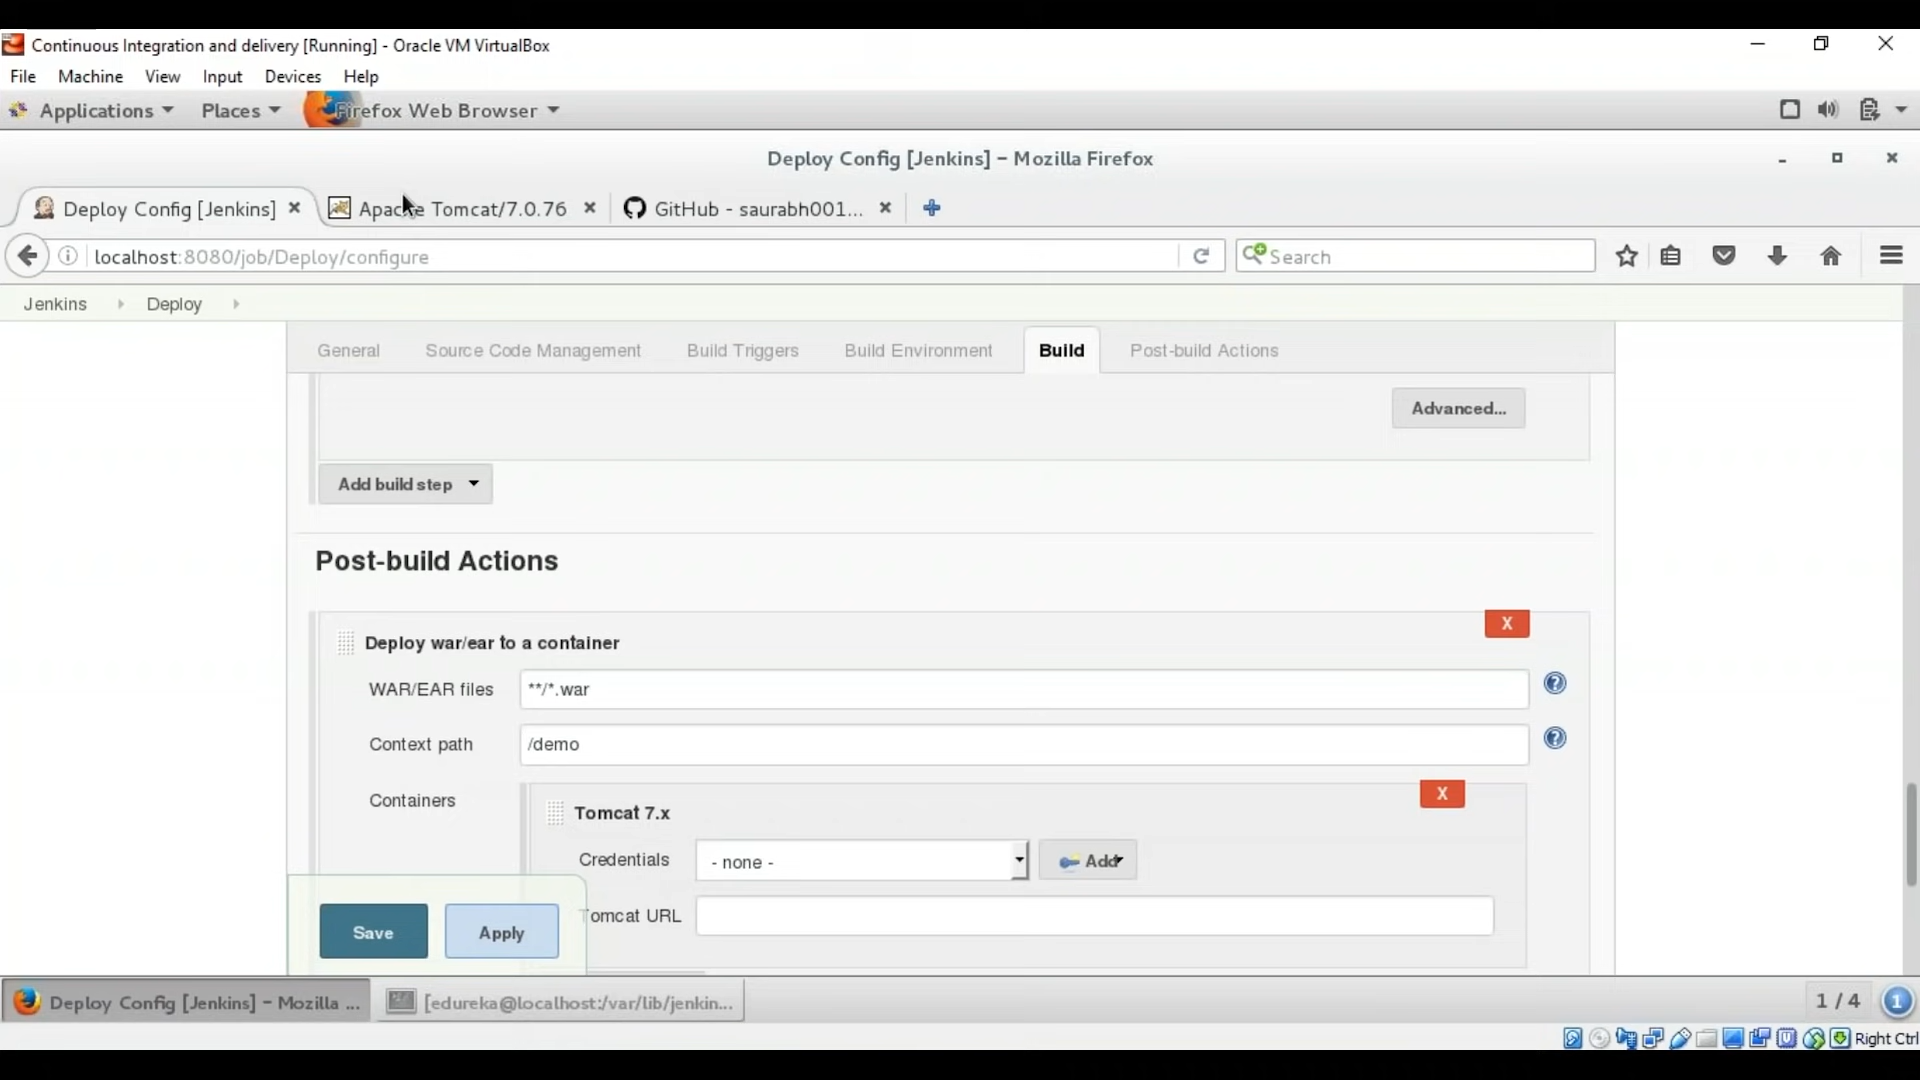 Continuous Integration and delivery [Running] - Oracle VM VirtualBox
File Machine View Input Devices Help
Applications Places Firefox Web Browser
Deploy Config [Jenkins] – Mozilla Firefox
Deploy Config [Jenkins] Apache Tomcat/7.0.76 GitHub - saurabh001...
localhost:8080/job/Deploy/configure Search
Jenkins Deploy
General Source Code Management Build Triggers Build Environment Build Post-build Actions
Advanced...
Add build step
Post-build Actions
X
Deploy war/ear to a container
WAR/EAR files **/*.war
Context path /demo
Containers
X
Tomcat 7.x
Credentials - none - Add
Tomcat URL
Save Apply
Deploy Config [Jenkins] – Mozilla ... [edureka@localhost:/var/lib/jenkin... 1 / 4 1
Right Ctrl